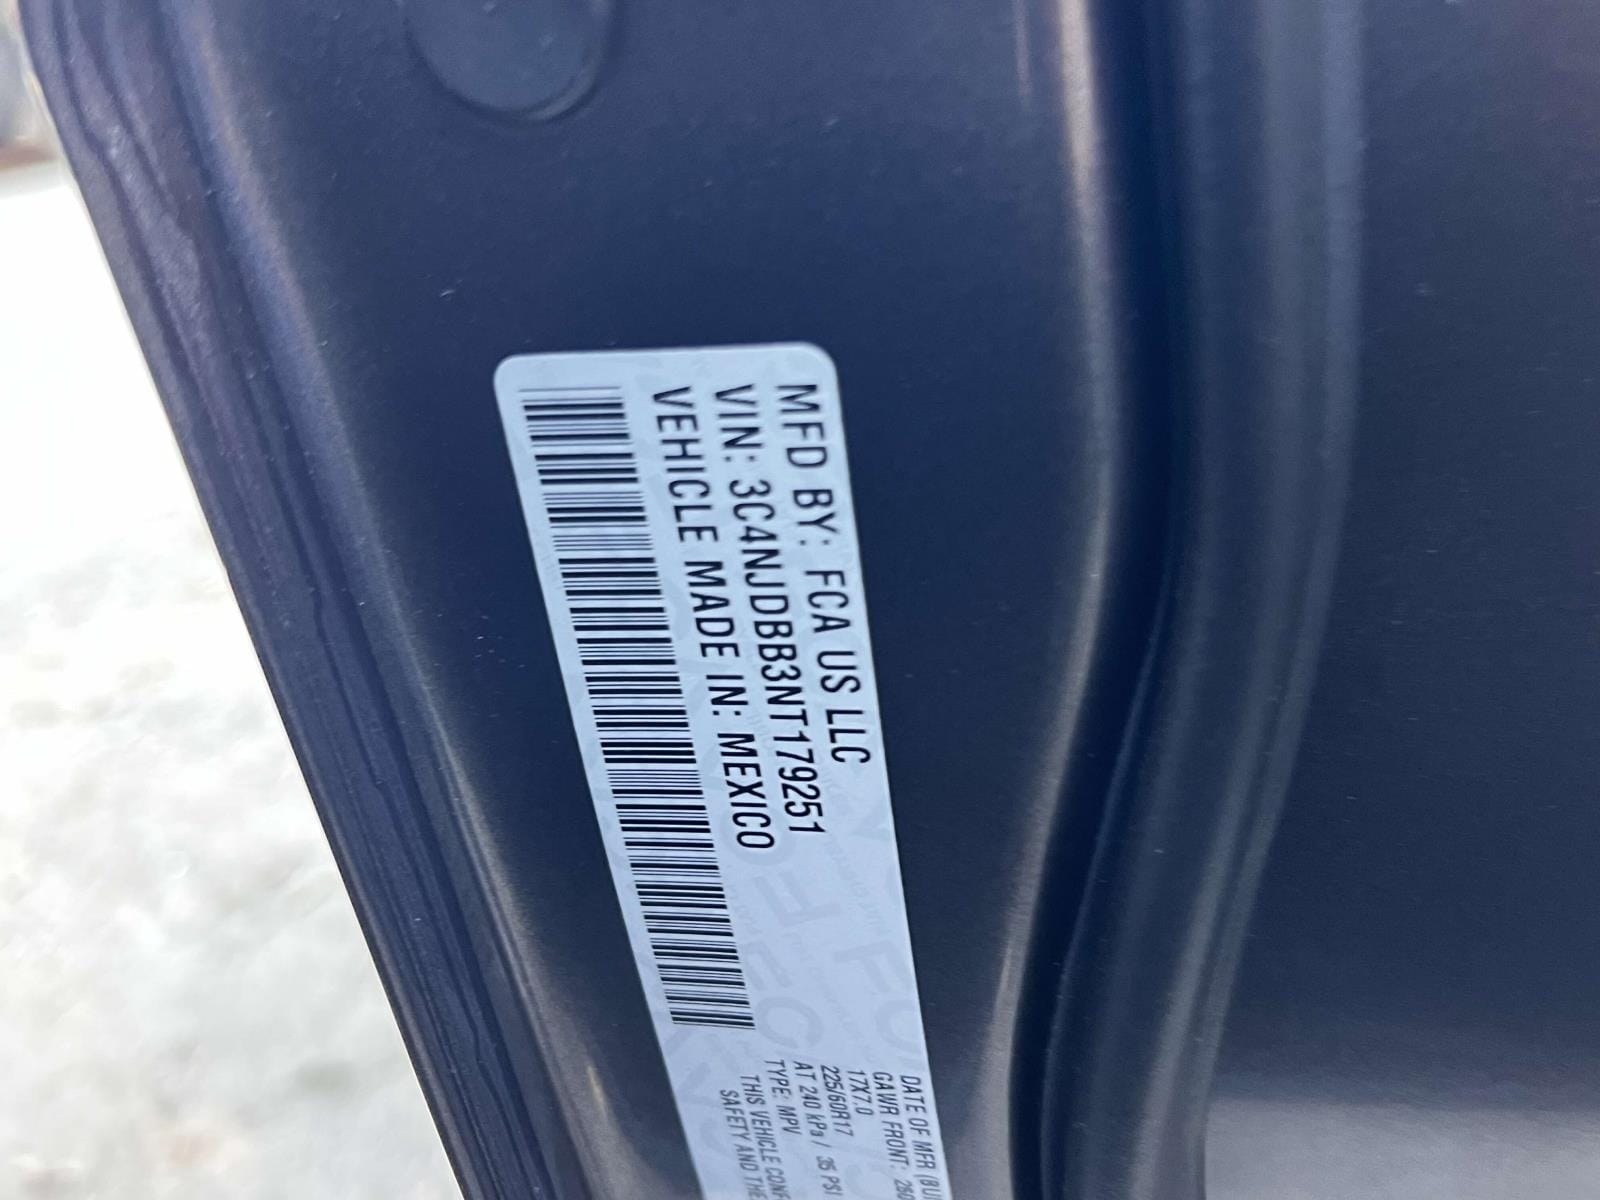 MFD BY: FCA US LLC
VIN: 3C4NJDBB3NT179251
VEHICLE MADE IN: MEXICO
DATE OF MFR
GAWR FRONT:
17X7.0
225/60R17
AT 240 kPa / 35 PSI
TYPE: MPV
THIS VEHICLE
SAFETY AND THE